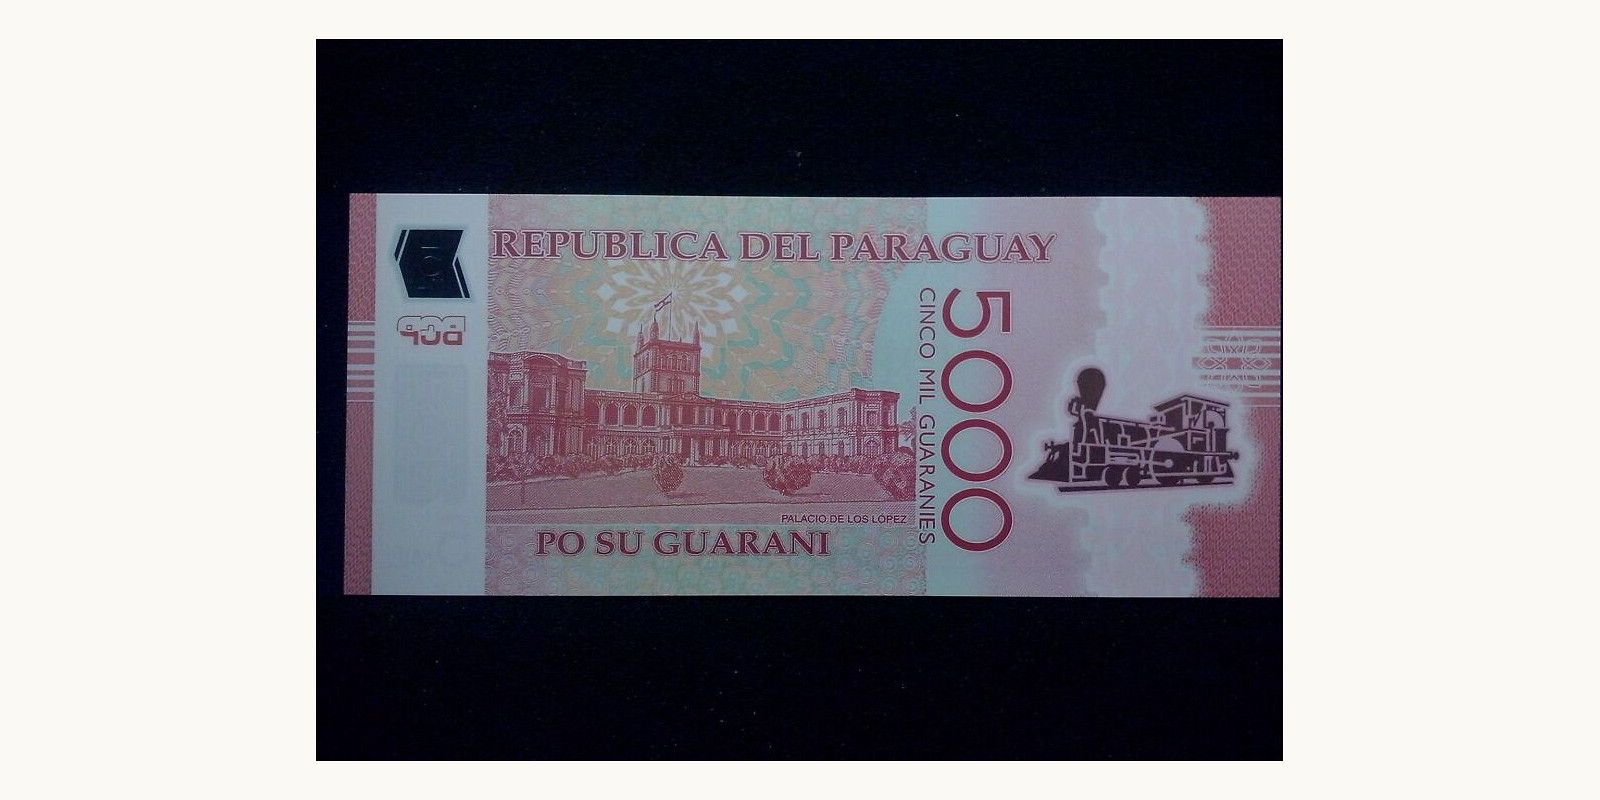 REPUBLICA DEL PARAGUAY
bcp
5000
CINCO MIL GUARANIES
PALACIO DE LOS LÓPEZ
PO SU GUARANI